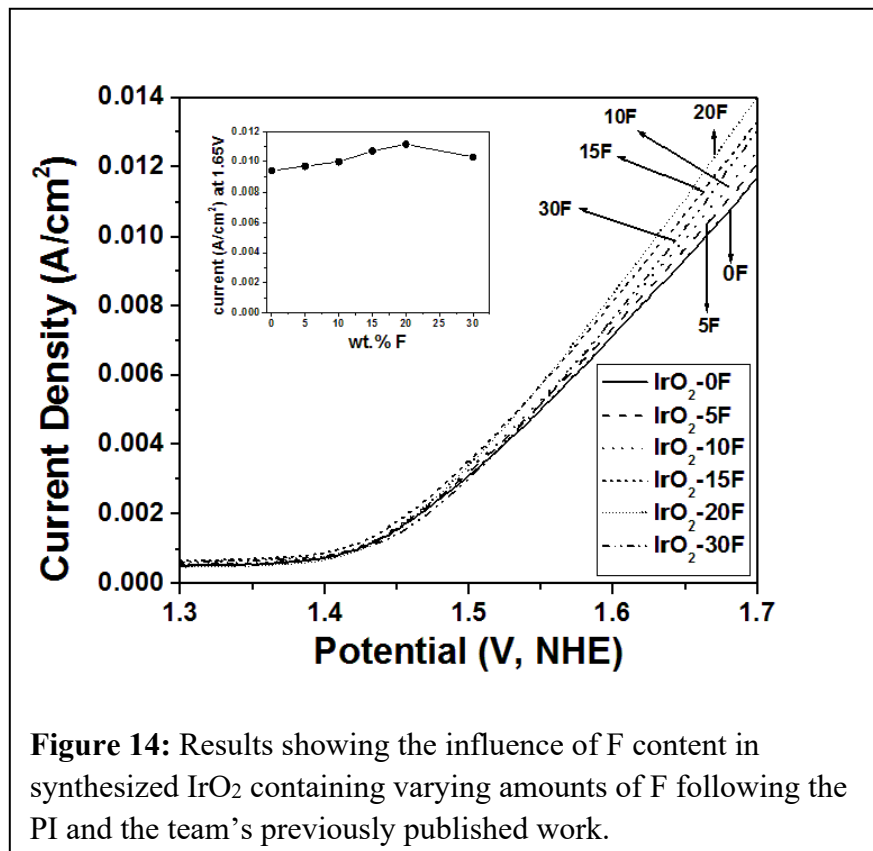 0.014
0.012
0.010
0.008
0.006
0.004
0.002
0.000
Current Density (A/cm²)
1.3
1.4
1.5
1.6
1.7
Potential (V, NHE)
0.012
0.010
0.008
0.006
0.004
0.002
0.000
current (A/cm²) at 1.65V
0
5
10
15
20
25
30
wt.% F
10F
20F
15F
30F
0F
5F
IrO₂-0F
IrO₂-5F
IrO₂-10F
IrO₂-15F
IrO₂-20F
IrO₂-30F
Figure 14: Results showing the influence of F content in
synthesized IrO₂ containing varying amounts of F following the
PI and the team’s previously published work.